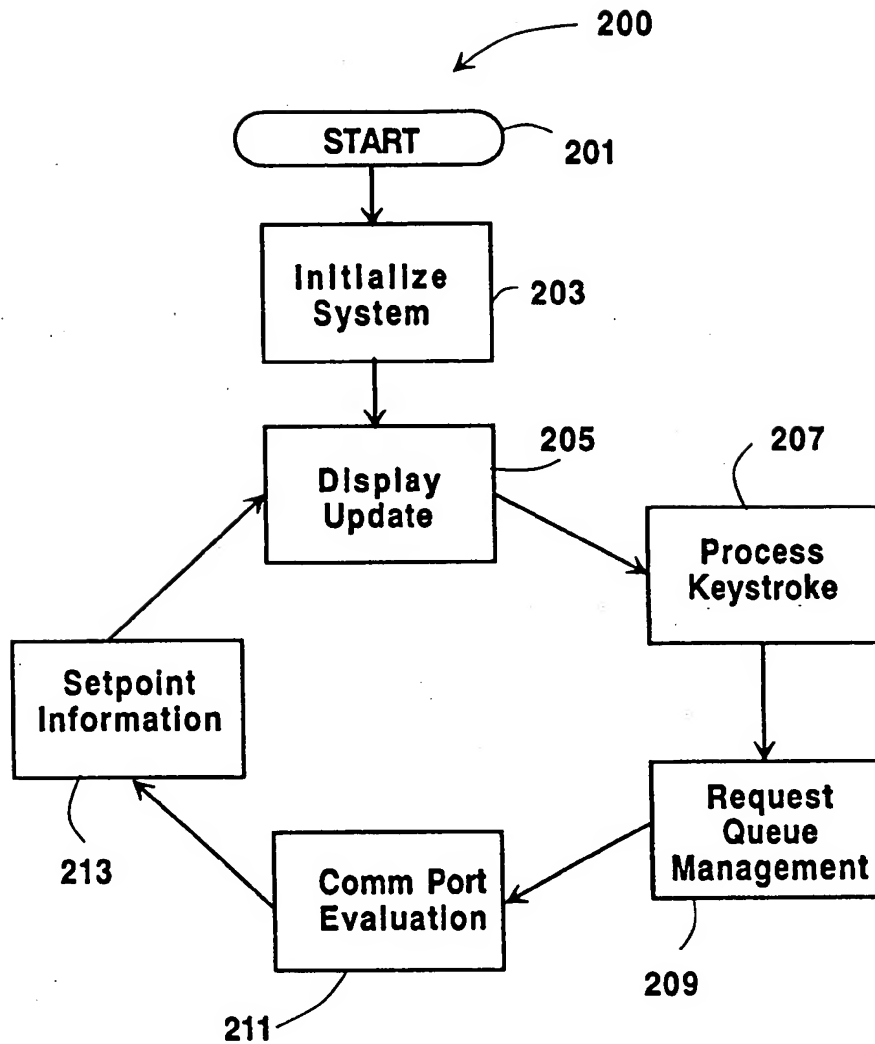 200
START
201
Initialize
System
203
Display
Update
205
207
Process
Keystroke
Setpoint
Information
213
Request
Queue
Management
209
Comm Port
Evaluation
211